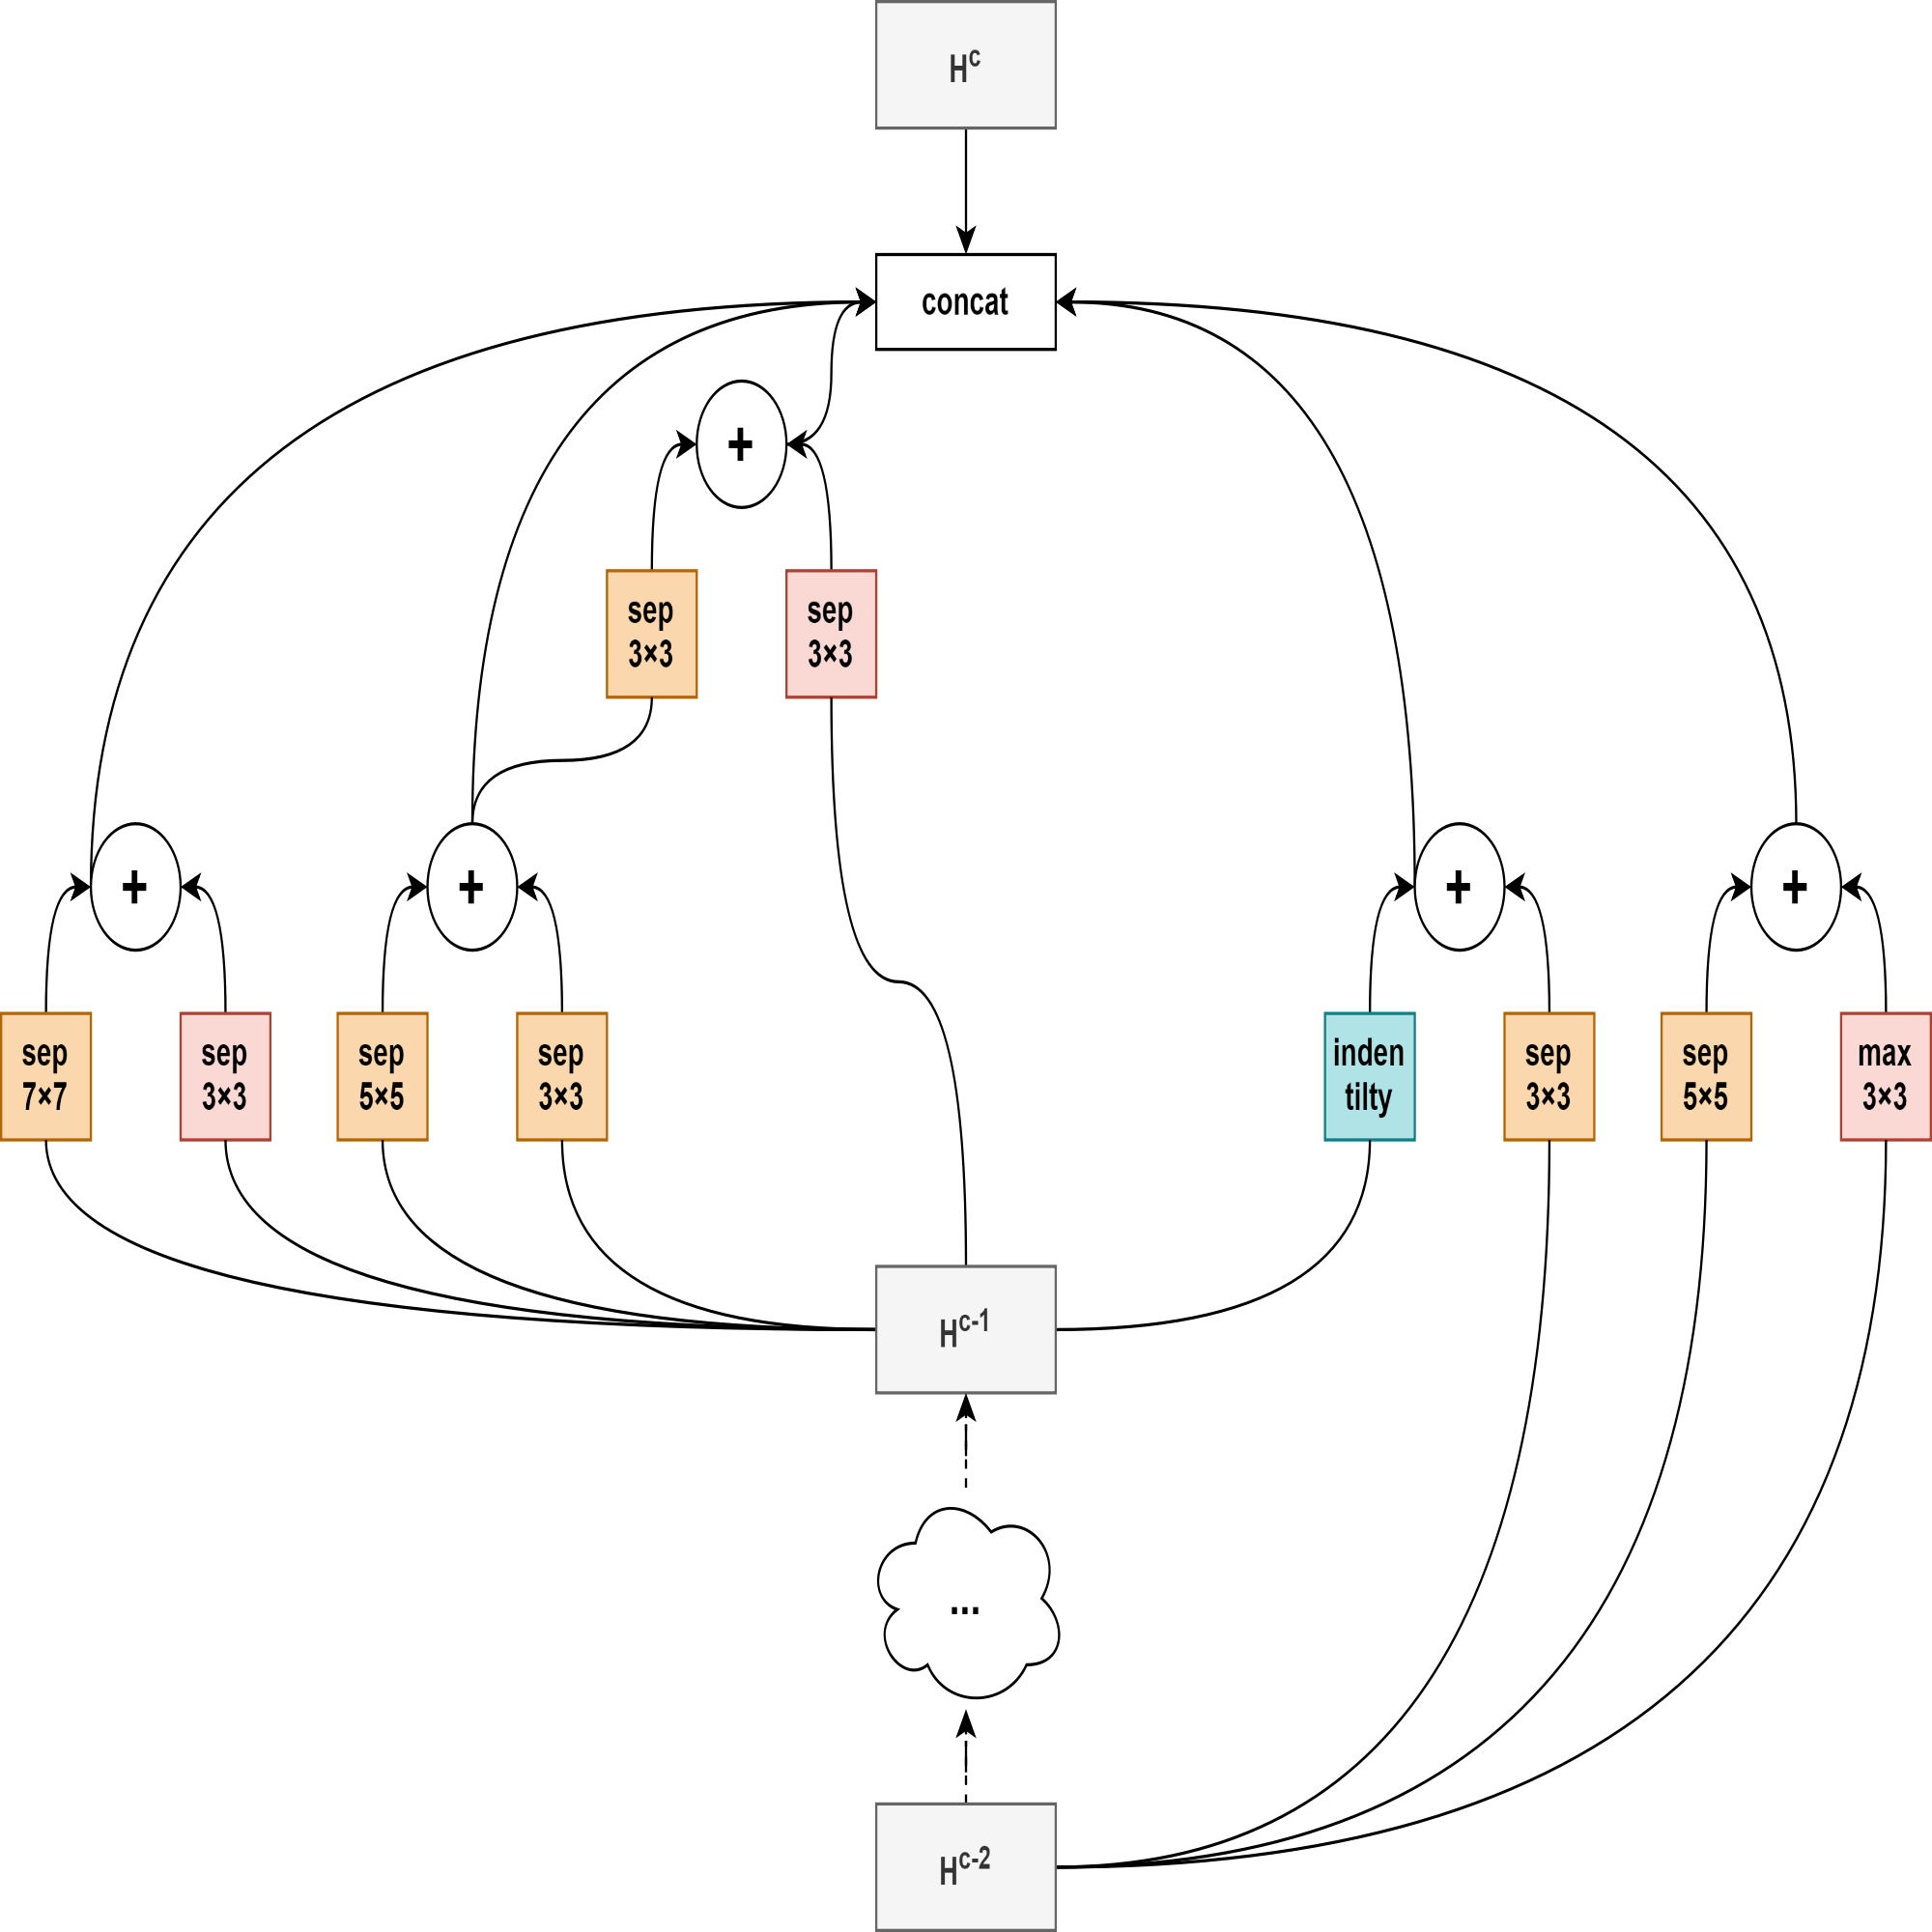 H^c
concat
+
sep
3×3
sep
3×3
+
+
+
+
sep
7×7
sep
3×3
sep
5×5
sep
3×3
inden
tilty
sep
3×3
sep
5×5
max
3×3
H^c-1
...
H^c-2